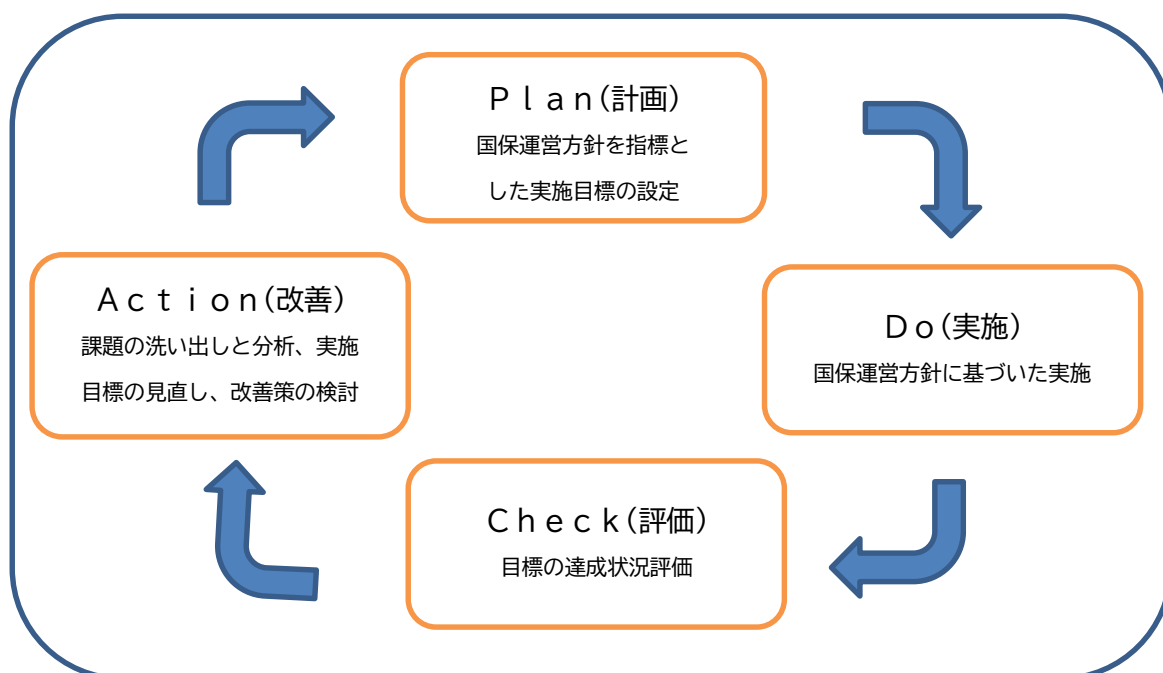 Ｐｌａｎ(計画)
国保運営方針を指標と
した実施目標の設定
Ｄｏ(実施)
国保運営方針に基づいた実施
Ｃｈｅｃｋ(評価)
目標の達成状況評価
Ａｃｔｉｏｎ(改善)
課題の洗い出しと分析、実施
目標の見直し、改善策の検討